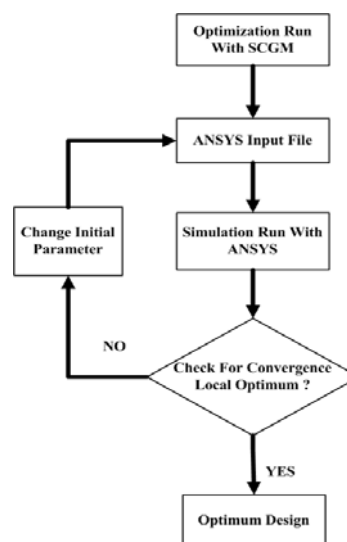 Optimization Run
With SCGM
ANSYS Input File
Change Initial
Parameter
Simulation Run With
ANSYS
NO
Check For Convergence
Local Optimum ?
YES
Optimum Design